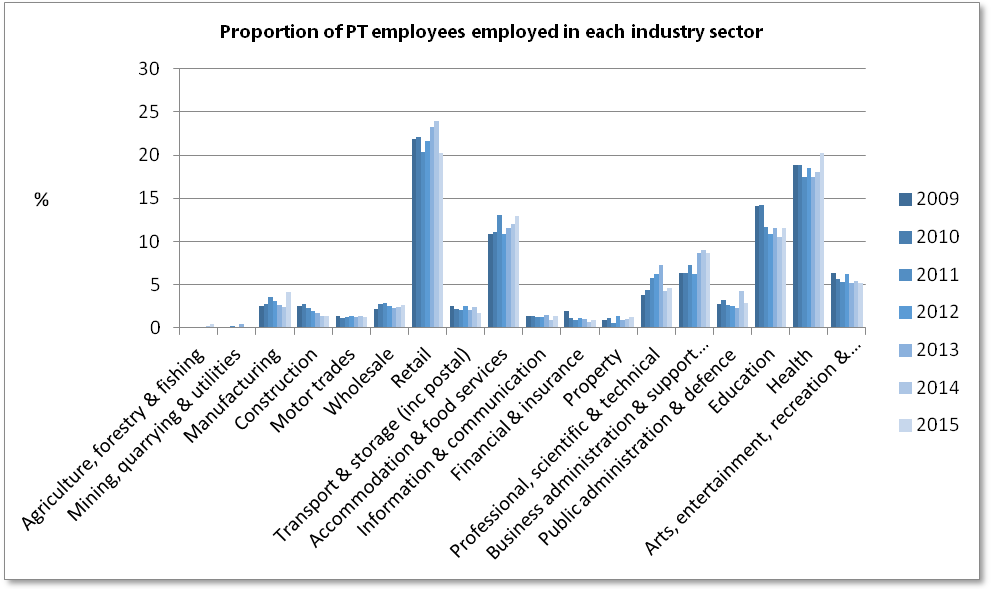 Proportion of PT employees employed in each industry sector
30
25
20
15
10
5
0
%
2009
2010
2011
2012
2013
2014
2015
Agriculture, forestry & fishing
Mining, quarrying & utilities
Manufacturing
Construction
Motor trades
Wholesale
Retail
Transport & storage (inc postal)
Accommodation & food services
Information & communication
Financial & insurance
Property
Professional, scientific & technical
Business administration & support...
Public administration & defence
Education
Health
Arts, entertainment, recreation &...